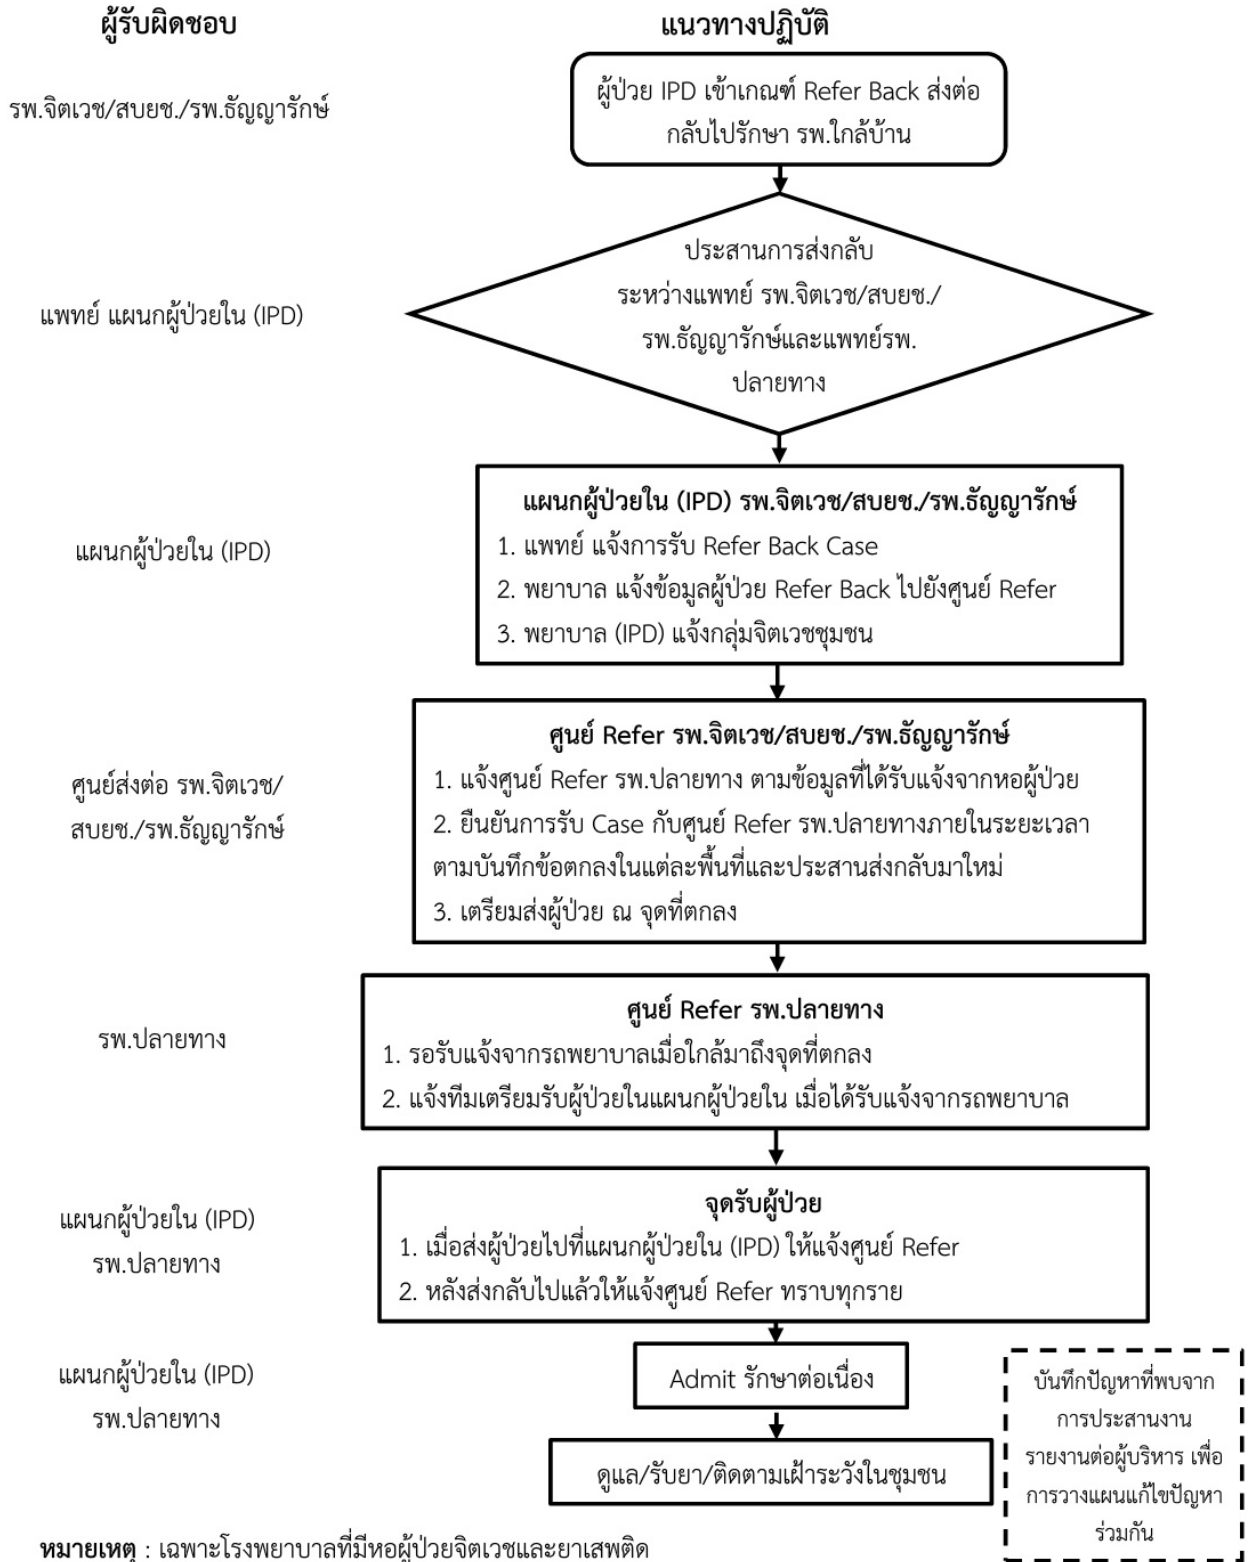 ผู้รับผิดชอบ
แนวทางปฏิบัติ
รพ.จิตเวช/สบยช./รพ.ธัญญารักษ์
ผู้ป่วย IPD เข้าเกณฑ์ Refer Back ส่งต่อ
กลับไปรักษา รพ.ใกล้บ้าน
แพทย์ แผนกผู้ป่วยใน (IPD)
ประสานการส่งกลับ
ระหว่างแพทย์ รพ.จิตเวช/สบยช./
รพ.ธัญญารักษ์และแพทย์รพ.
ปลายทาง
แผนกผู้ป่วยใน (IPD)
แผนกผู้ป่วยใน (IPD) รพ.จิตเวช/สบยช./รพ.ธัญญารักษ์
1. แพทย์ แจ้งการรับ Refer Back Case
2. พยาบาล แจ้งข้อมูลผู้ป่วย Refer Back ไปยังศูนย์ Refer
3. พยาบาล (IPD) แจ้งกลุ่มจิตเวชชุมชน
ศูนย์ส่งต่อ รพ.จิตเวช/
สบยช./รพ.ธัญญารักษ์
ศูนย์ Refer รพ.จิตเวช/สบยช./รพ.ธัญญารักษ์
1. แจ้งศูนย์ Refer รพ.ปลายทาง ตามข้อมูลที่ได้รับแจ้งจากหอผู้ป่วย
2. ยืนยันการรับ Case กับศูนย์ Refer รพ.ปลายทางภายในระยะเวลา
ตามบันทึกข้อตกลงในแต่ละพื้นที่และประสานส่งกลับมาใหม่
3. เตรียมส่งผู้ป่วย ณ จุดที่ตกลง
รพ.ปลายทาง
ศูนย์ Refer รพ.ปลายทาง
1. รอรับแจ้งจากรถพยาบาลเมื่อใกล้มาถึงจุดที่ตกลง
2. แจ้งทีมเตรียมรับผู้ป่วยในแผนกผู้ป่วยใน เมื่อได้รับแจ้งจากรถพยาบาล
แผนกผู้ป่วยใน (IPD)
รพ.ปลายทาง
จุดรับผู้ป่วย
1. เมื่อส่งผู้ป่วยไปที่แผนกผู้ป่วยใน (IPD) ให้แจ้งศูนย์ Refer
2. หลังส่งกลับไปแล้วให้แจ้งศูนย์ Refer ทราบทุกราย
แผนกผู้ป่วยใน (IPD)
รพ.ปลายทาง
Admit รักษาต่อเนื่อง
ดูแล/รับยา/ติดตามเฝ้าระวังในชุมชน
บันทึกปัญหาที่พบจาก
การประสานงาน
รายงานต่อผู้บริหาร เพื่อ
การวางแผนแก้ไขปัญหา
ร่วมกัน
หมายเหตุ : เฉพาะโรงพยาบาลที่มีหอผู้ป่วยจิตเวชและยาเสพติด